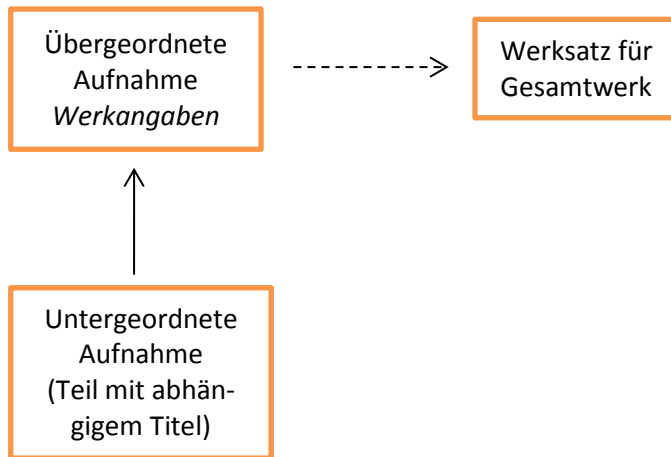 Übergeordnete
Aufnahme
Werkangaben
Werksatz für
Gesamtwerk
Untergeordnete
Aufnahme
(Teil mit abhän-
gigem Titel)